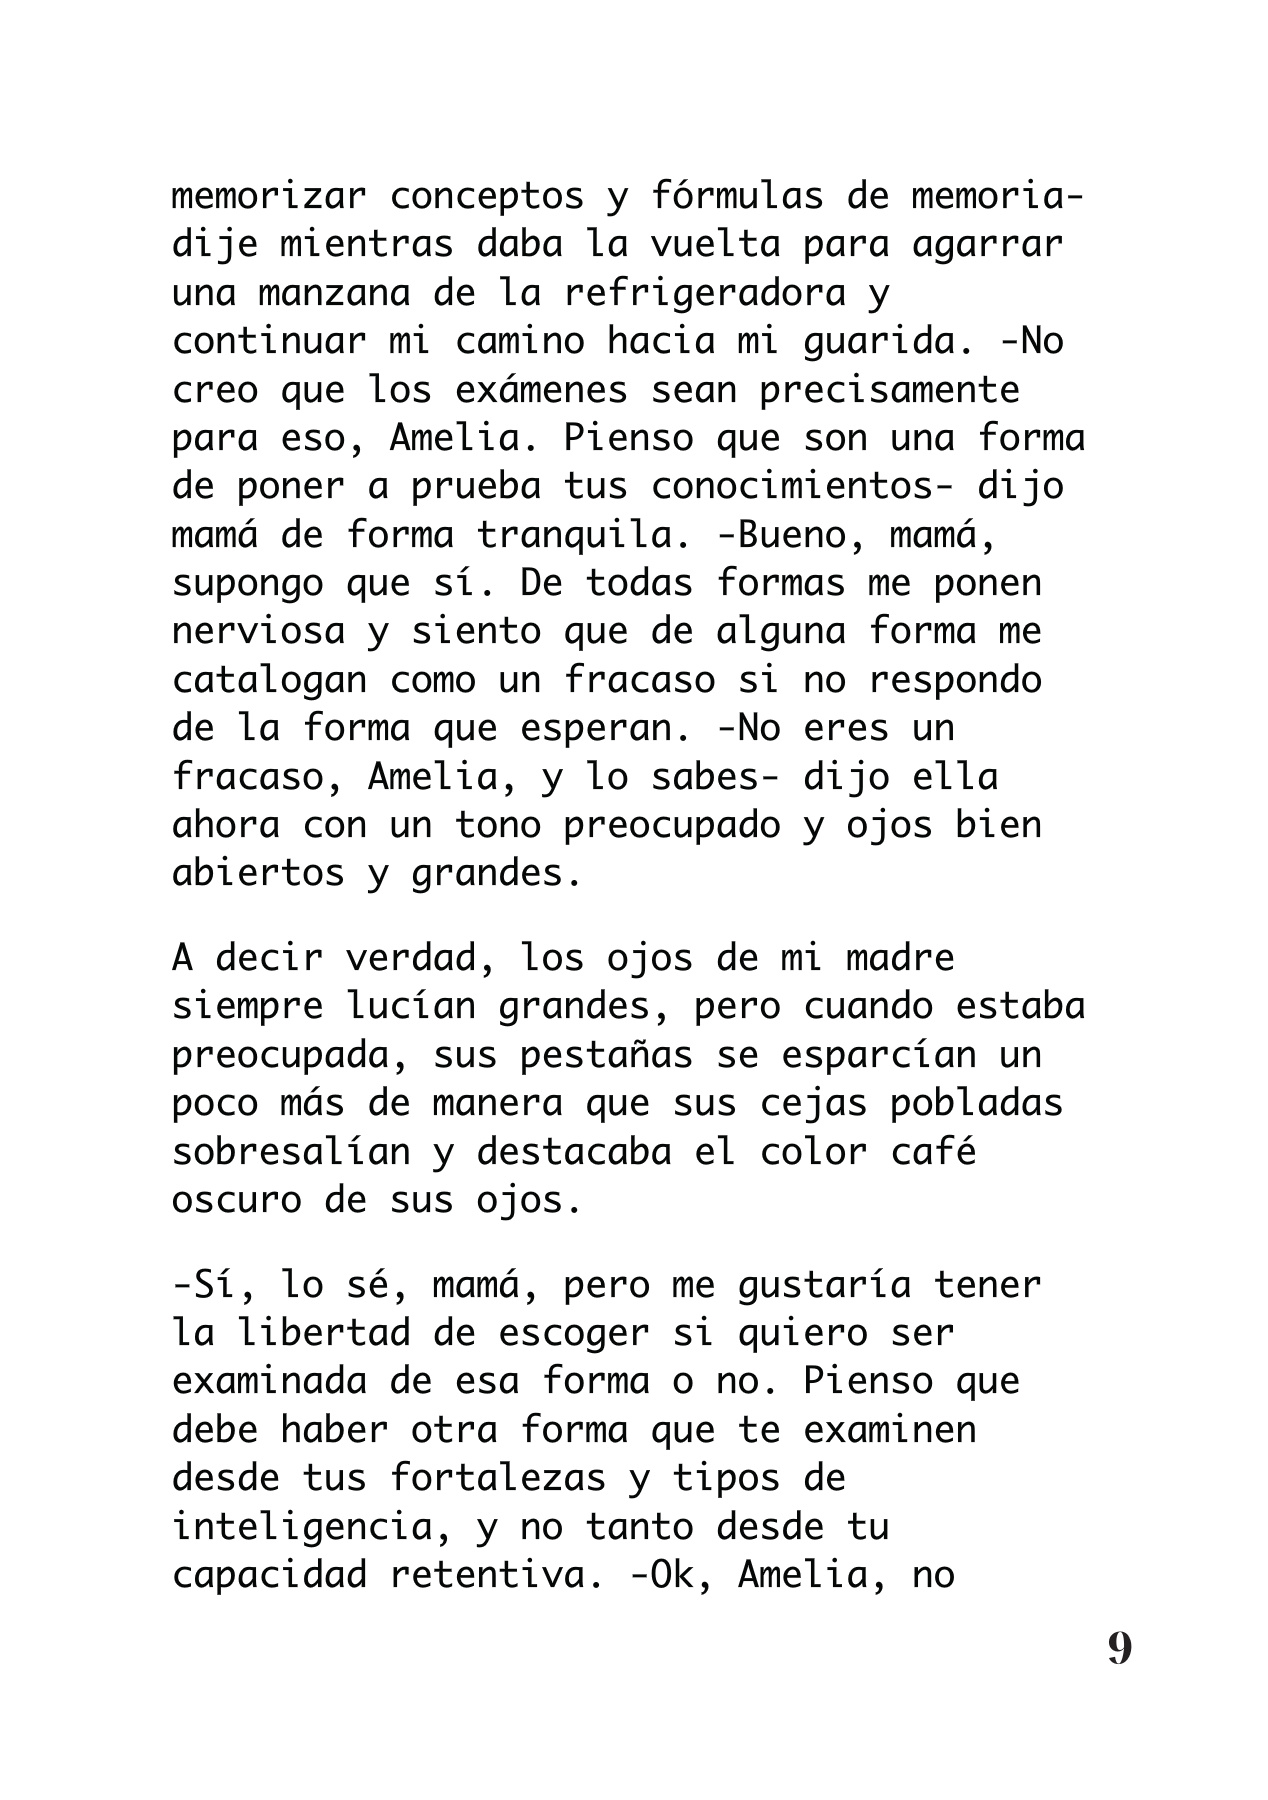 memorizar conceptos y fórmulas de memoria-
dije mientras daba la vuelta para agarrar
una manzana de la refrigeradora y
continuar mi camino hacia mi guarida. -No
creo que los exámenes sean precisamente
para eso, Amelia. Pienso que son una forma
de poner a prueba tus conocimientos- dijo
mamá de forma tranquila. -Bueno, mamá,
supongo que sí. De todas formas me ponen
nerviosa y siento que de alguna forma me
catalogan como un fracaso si no respondo
de la forma que esperan. -No eres un
fracaso, Amelia, y lo sabes- dijo ella
ahora con un tono preocupado y ojos bien
abiertos y grandes.
A decir verdad, los ojos de mi madre
siempre lucían grandes, pero cuando estaba
preocupada, sus pestañas se esparcían un
poco más de manera que sus cejas pobladas
sobresalían y destacaba el color café
oscuro de sus ojos.
-Sí, lo sé, mamá, pero me gustaría tener
la libertad de escoger si quiero ser
examinada de esa forma o no. Pienso que
debe haber otra forma que te examinen
desde tus fortalezas y tipos de
inteligencia, y no tanto desde tu
capacidad retentiva. -Ok, Amelia, no
9